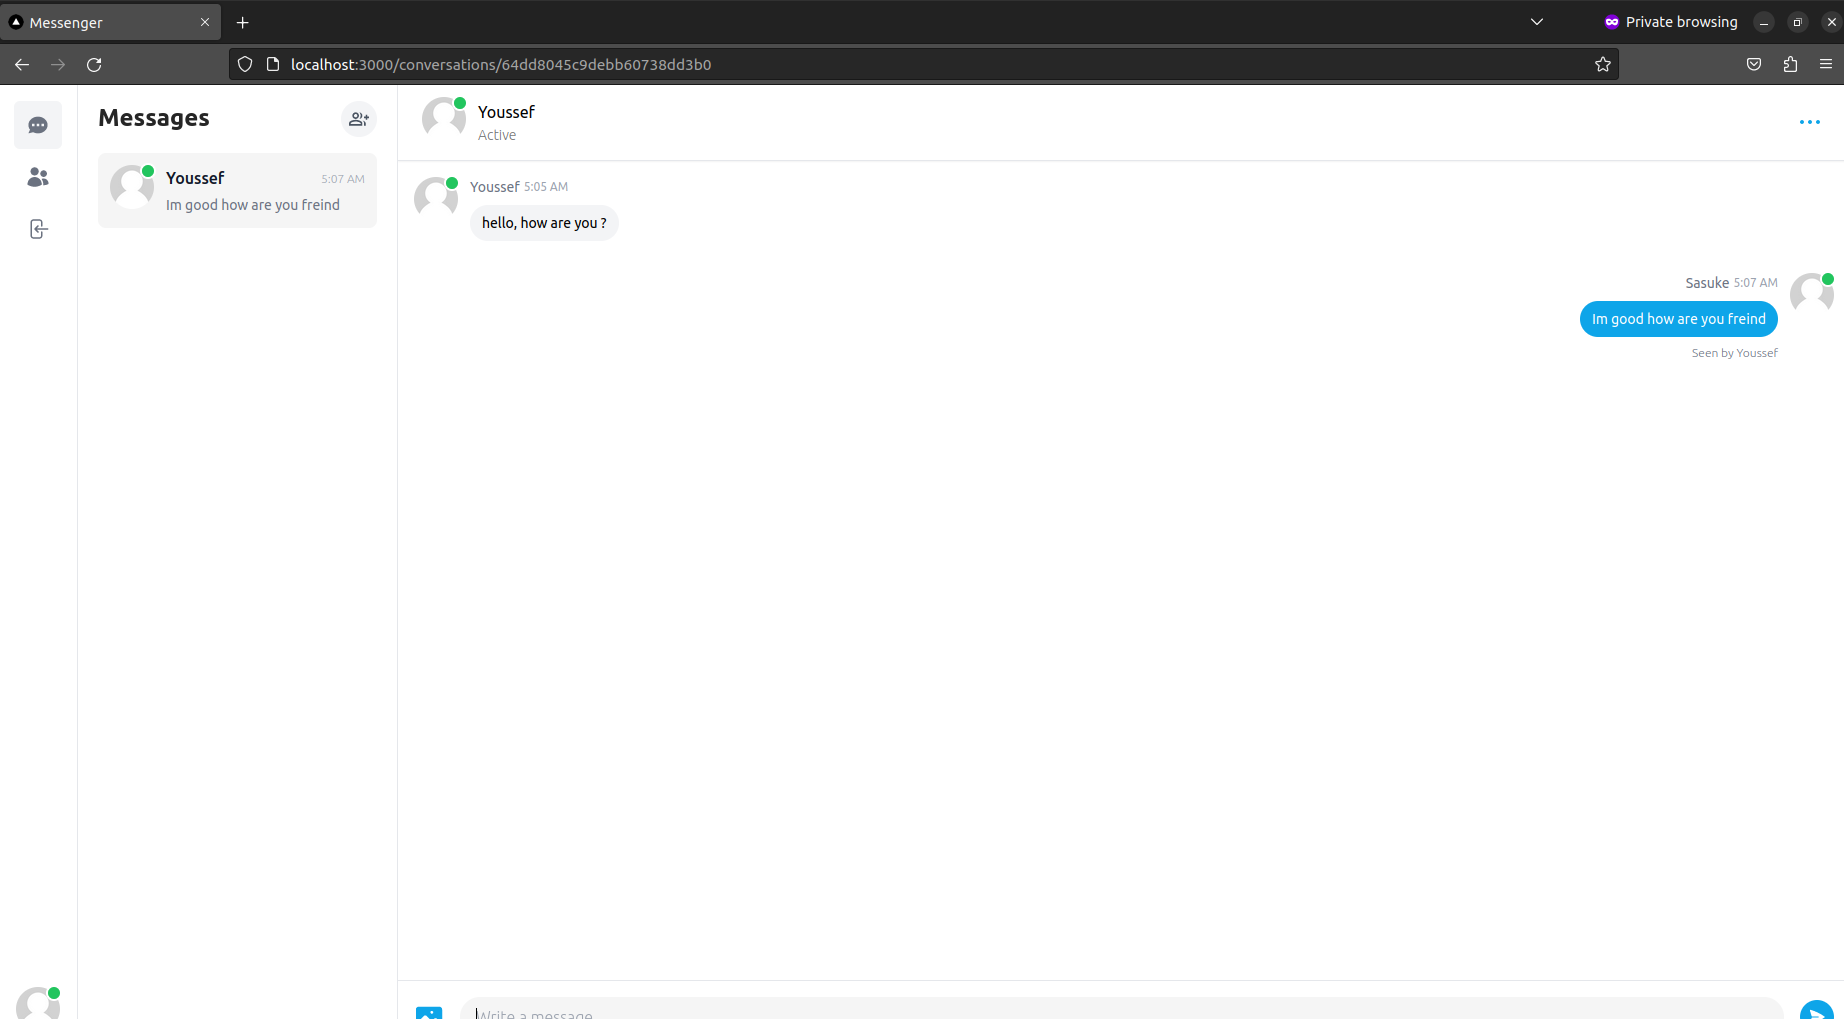 Messenger
Private browsing
localhost:3000/conversations/64dd8045c9debb60738dd3b0
Messages
Youssef 5:07 AM
Im good how are you freind
Youssef
Active
Youssef 5:05 AM
hello, how are you ?
Sasuke 5:07 AM
Im good how are you freind
Seen by Youssef
Write a message